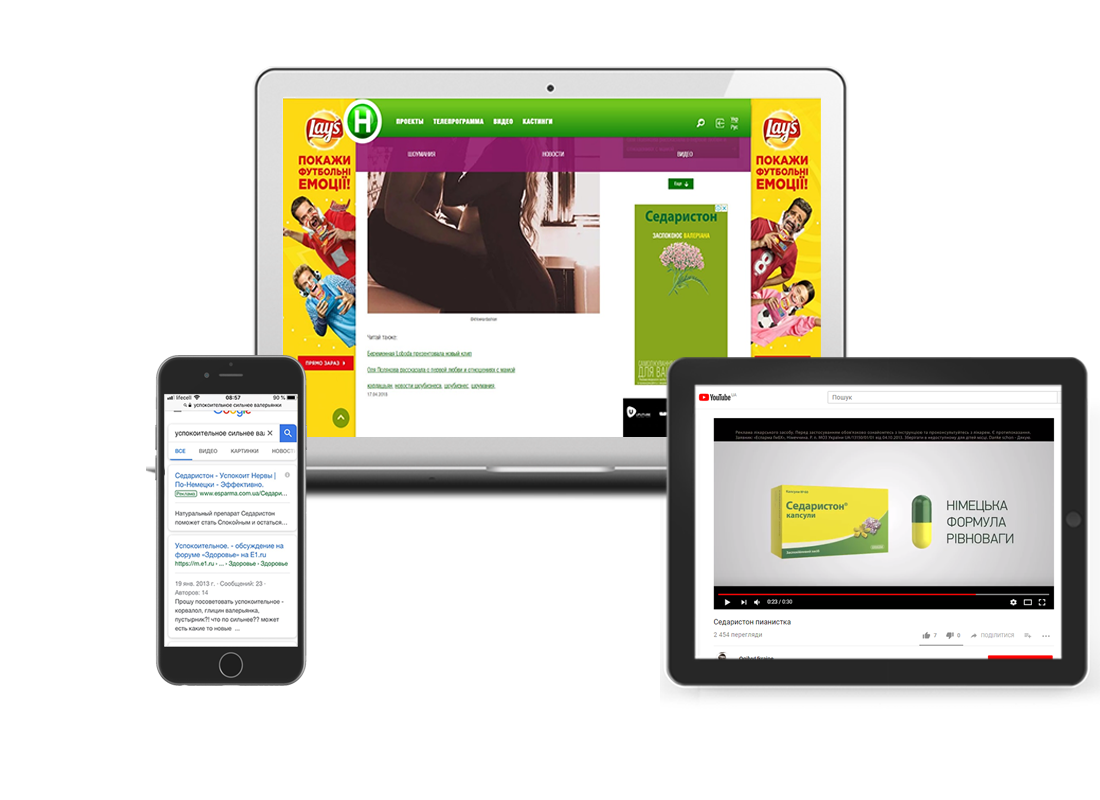 Lay's
ПОКАЖИ
ФУТБОЛЬНІ
ЕМОЦІЇ!
ПРЯМО ЗАРАЗ
Н
ПРОЕКТЫ ТЕЛЕПРОГРАММА ВИДЕО КАСТИНГИ
Укр
Рус
ШОУМАНИЯ НОВОСТИ ВИДЕО
Еще
Читай также:
Беременная Loboda презентовала новый клип
Оля Полякова рассказала о первой любви и отношениях с мамой
новости шоубизнеса, шоубизнес, шоумания,
17.04.2018
Седаристон
ЗАСПОКОЮЄ ВАЛЕРІАНА
Lay's
ПОКАЖИ
ФУТБОЛЬНІ
ЕМОЦІЇ!
lifecell 08:57 90 %
успокоительное сильнее валерьянки
Google
успокоительное сильнее вал
ВСЕ ВИДЕО КАРТИНКИ НОВОСТ
Седаристон - Успокоит Нервы |
По-Немецки - Эффективно.
Реклама www.esparma.com.ua/Седари...
Натуральный препарат Седаристон
поможет стать Спокойным и остаться...
Успокоительное. - обсуждение на
форуме «Здоровье» на E1.ru
https://m.e1.ru › ... › Здоровье › Здоровье
19 янв. 2013 г. - Сообщений: 23 -
Авторов: 14
Прошу посоветовать успокоительное -
корвалол, глицин валерьянка,
пустырник?! что по сильнее?? может
есть какие то новые ...
YouTube UA
Пошук
Седаристон®
капсули
НІМЕЦЬКА
ФОРМУЛА
РІВНОВАГИ
0:23 / 0:30
Седаристон пианистка
2 454 перегляди
7 0 ПОДІЛИТИСЯ